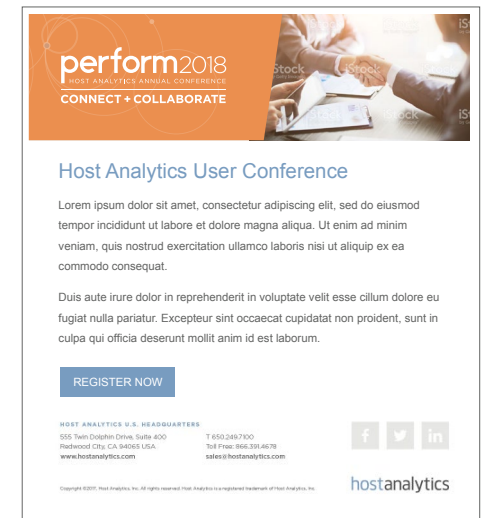 perform2018
HOST ANALYTICS ANNUAL CONFERENCE
CONNECT + COLLABORATE
iStock
iStock
Host Analytics User Conference
Lorem ipsum dolor sit amet, consectetur adipiscing elit, sed do eiusmod
tempor incididunt ut labore et dolore magna aliqua. Ut enim ad minim
veniam, quis nostrud exercitation ullamco laboris nisi ut aliquip ex ea
commodo consequat.
Duis aute irure dolor in reprehenderit in voluptate velit esse cillum dolore eu
fugiat nulla pariatur. Excepteur sint occaecat cupidatat non proident, sunt in
culpa qui officia deserunt mollit anim id est laborum.
REGISTER NOW
HOST ANALYTICS U.S. HEADQUARTERS
555 Twin Dolphin Drive, Suite 400 T 650.249.7100
Redwood City, CA 94065 USA Toll Free: 866.391.4678
www.hostanalytics.com sales@hostanalytics.com
f in
Copyright ©2017, Host Analytics, Inc. All rights reserved. Host Analytics is a registered trademark of Host Analytics, Inc.
hostanalytics